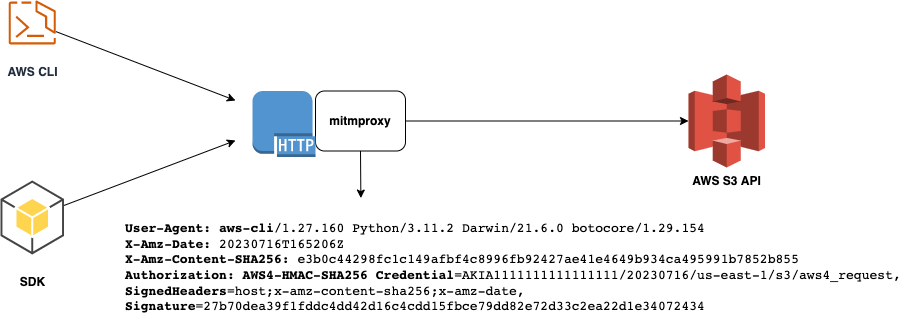 AWS CLI
HTTP
mitmproxy
AWS S3 API
SDK
User-Agent: aws-cli/1.27.160 Python/3.11.2 Darwin/21.6.0 botocore/1.29.154
X-Amz-Date: 20230716T165206Z
X-Amz-Content-SHA256: e3b0c44298fc1c149afbf4c8996fb92427ae41e4649b934ca495991b7852b855
Authorization: AWS4-HMAC-SHA256 Credential=AKIA1111111111111111/20230716/us-east-1/s3/aws4_request,
SignedHeaders=host;x-amz-content-sha256;x-amz-date,
Signature=27b70dea39f1fddc4dd42d16c4cdd15fbce79dd82e72d33c2ea22d1e34072434